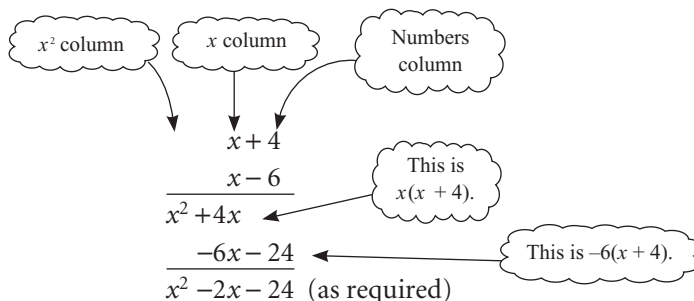 x² column
x column
Numbers
column
x + 4
x – 6
This is
x(x + 4).
x² + 4x
–6x – 24
This is –6(x + 4).
x² – 2x – 24 (as required)